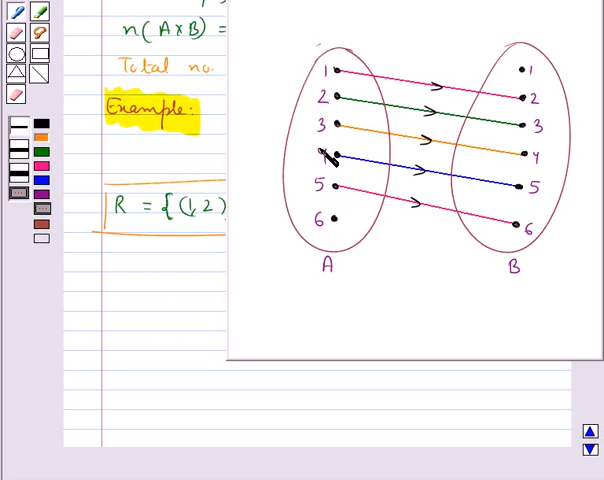 n(A×B) =
Total no.
Example:
R = {(1,2)
1 1
2 2
3 3
4 4
5 5
6 6
A B